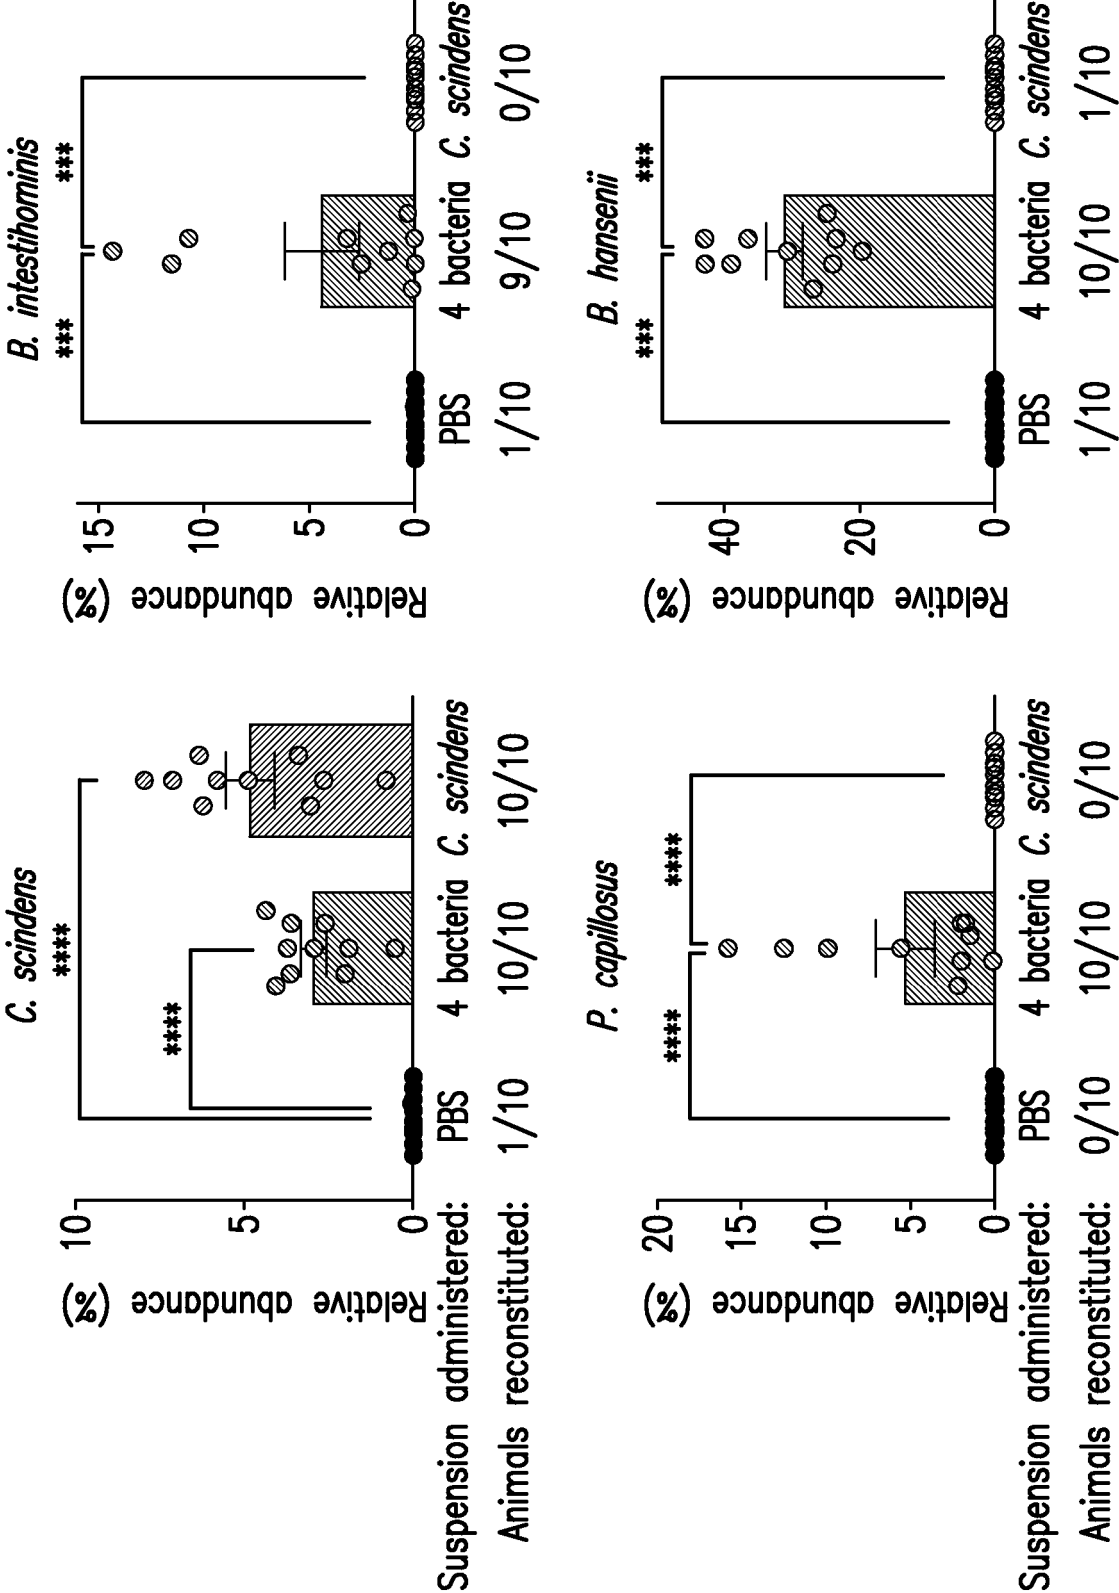 C. scindens
****
****
Relative abundance
(%)
10
5
0
Suspension administered: PBS 4 bacteria C. scindens
Animals reconstituted: 1/10 10/10 10/10
B. intestihominis
*** ***
Relative abundance
(%)
15
10
5
0
PBS 4 bacteria C. scindens
1/10 9/10 0/10
P. capillosus
**** ****
Relative abundance
(%)
20
15
10
5
0
Suspension administered: PBS 4 bacteria C. scindens
Animals reconstituted: 0/10 10/10 0/10
B. hansenii
*** ***
Relative abundance
(%)
40
20
0
PBS 4 bacteria C. scindens
1/10 10/10 1/10